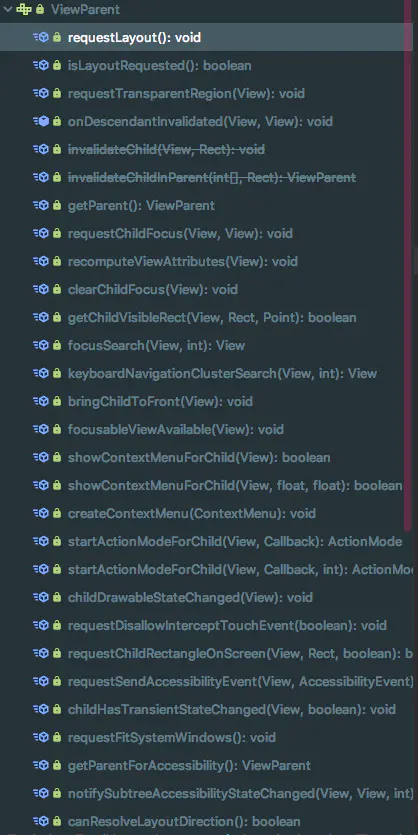 ViewParent
requestLayout(): void
isLayoutRequested(): boolean
requestTransparentRegion(View): void
onDescendantInvalidated(View, View): void
invalidateChild(View, Rect): void
invalidateChildInParent(int[], Rect): ViewParent
getParent(): ViewParent
requestChildFocus(View, View): void
recomputeViewAttributes(View): void
clearChildFocus(View): void
getChildVisibleRect(View, Rect, Point): boolean
focusSearch(View, int): View
keyboardNavigationClusterSearch(View, int): View
bringChildToFront(View): void
focusableViewAvailable(View): void
showContextMenuForChild(View): boolean
showContextMenuForChild(View, float, float): boolean
createContextMenu(ContextMenu): void
startActionModeForChild(View, Callback): ActionMode
startActionModeForChild(View, Callback, int): ActionMo
childDrawableStateChanged(View): void
requestDisallowInterceptTouchEvent(boolean): void
requestChildRectangleOnScreen(View, Rect, boolean): b
requestSendAccessibilityEvent(View, AccessibilityEvent)
childHasTransientStateChanged(View, boolean): void
requestFitSystemWindows(): void
getParentForAccessibility(): ViewParent
notifySubtreeAccessibilityStateChanged(View, View, int)
canResolveLayoutDirection(): boolean